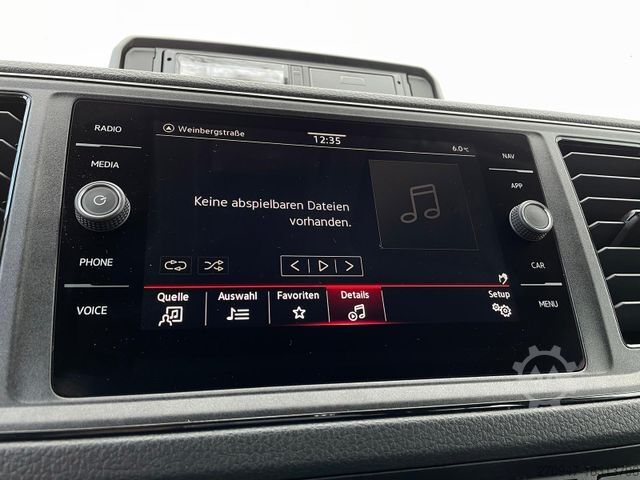 RADIO
MEDIA
PHONE
VOICE
Weinbergstraße
12:35
6.0 °C
Keine abspielbaren Dateien
vorhanden.
Quelle
Auswahl
Favoriten
Details
Setup
NAV
APP
CAR
MENU